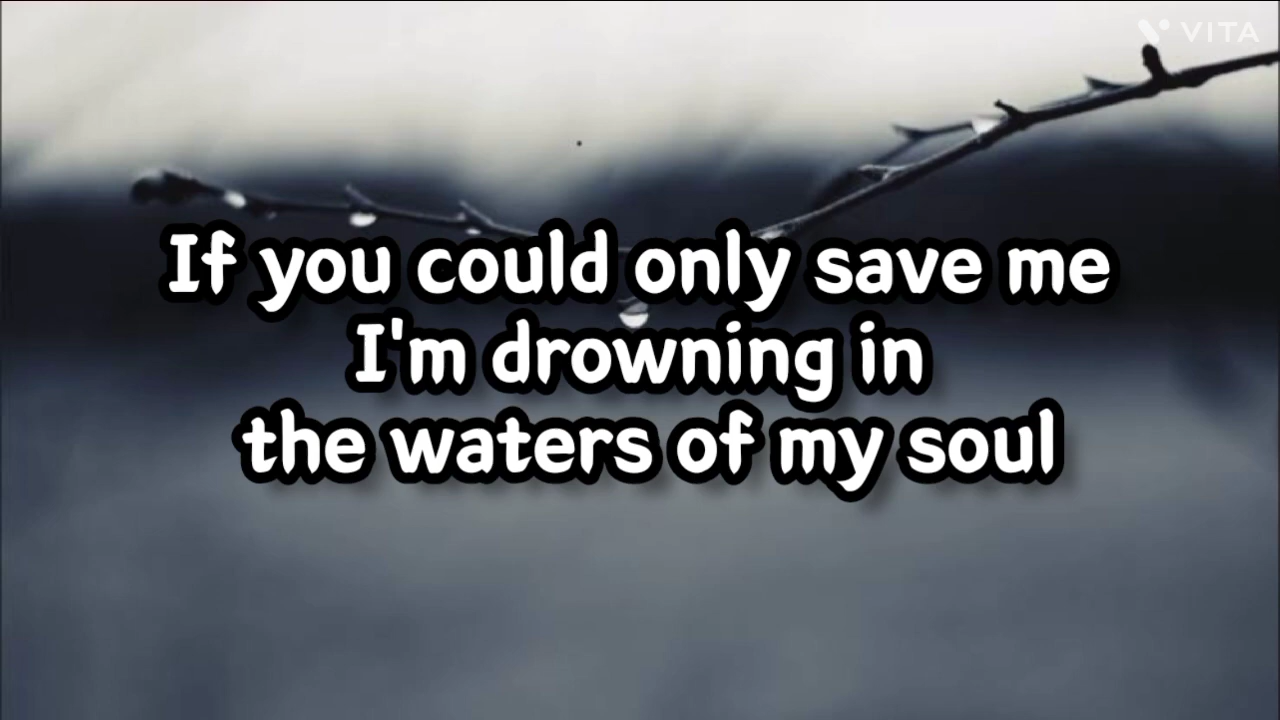 VITA
If you could only save me
I'm drowning in
the waters of my soul